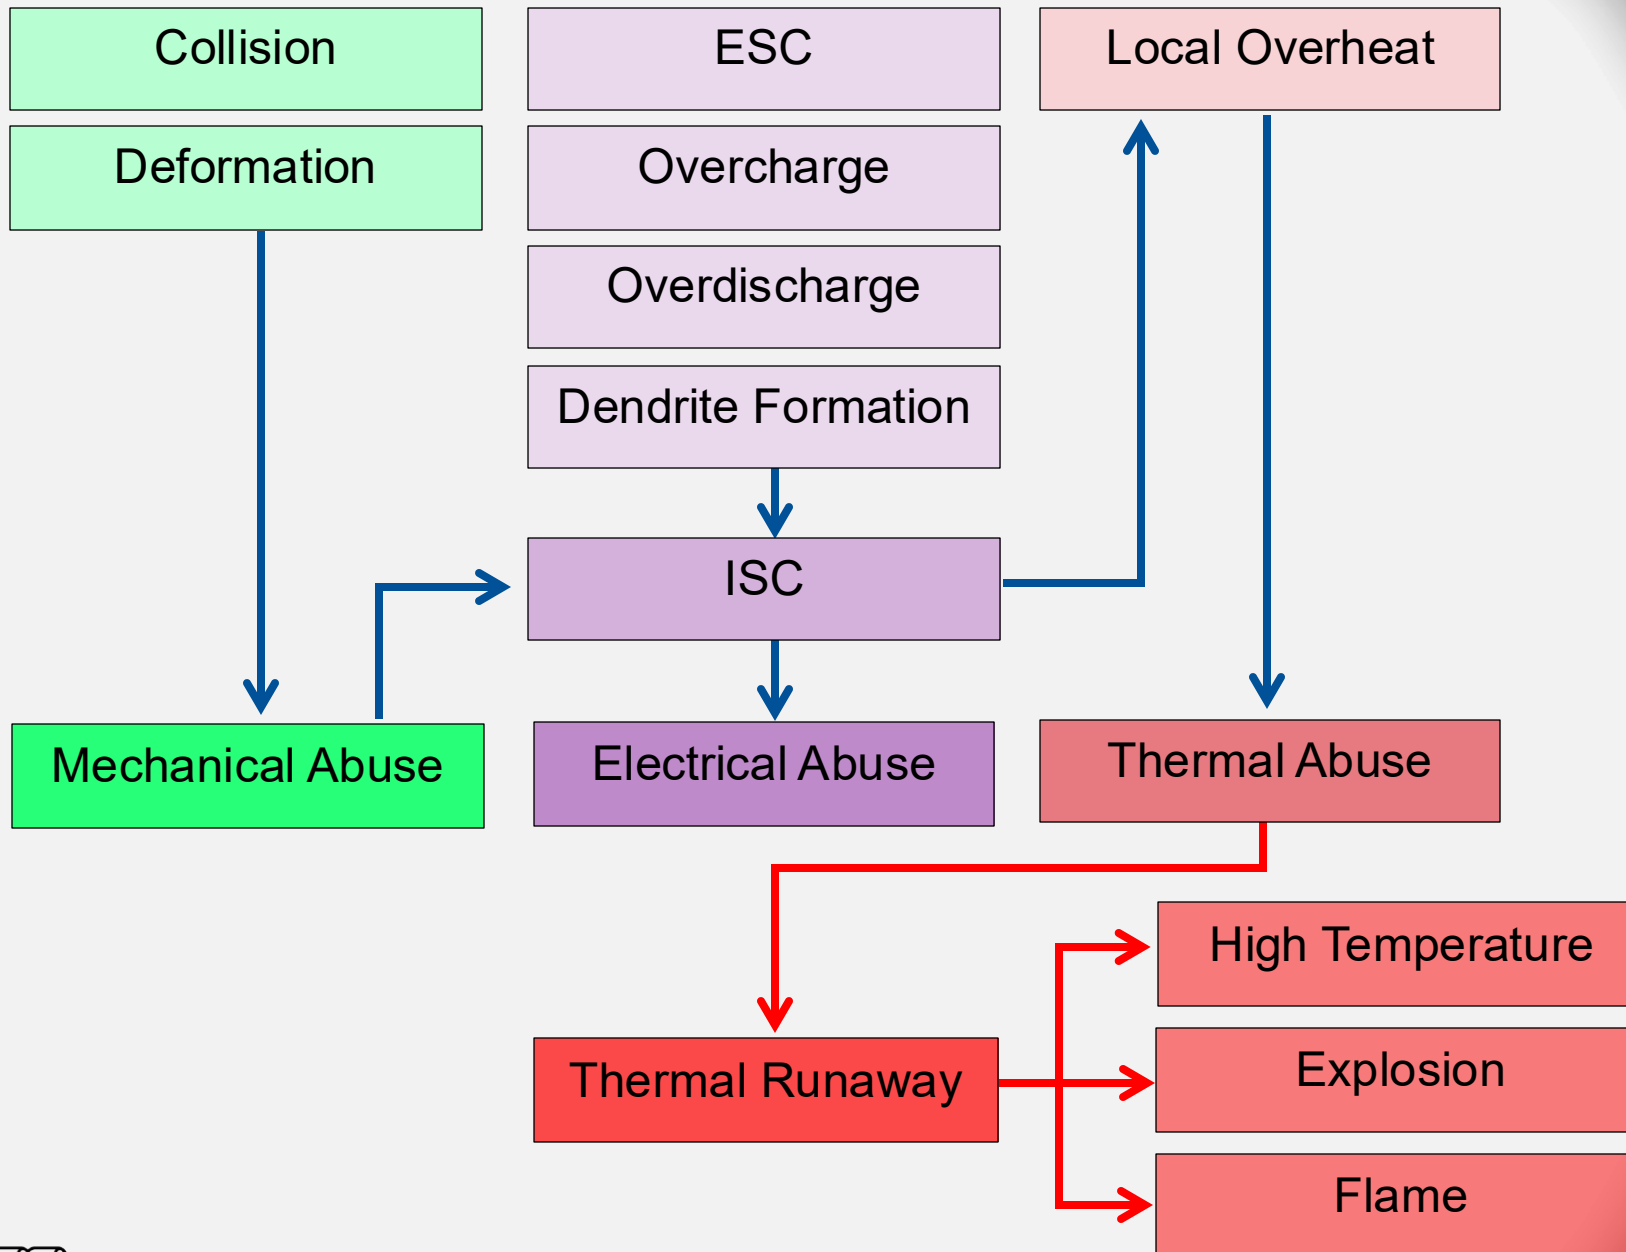 Collision
ESC
Local Overheat
Deformation
Overcharge
Overdischarge
Dendrite Formation
ISC
Mechanical Abuse
Electrical Abuse
Thermal Abuse
High Temperature
Thermal Runaway
Explosion
Flame